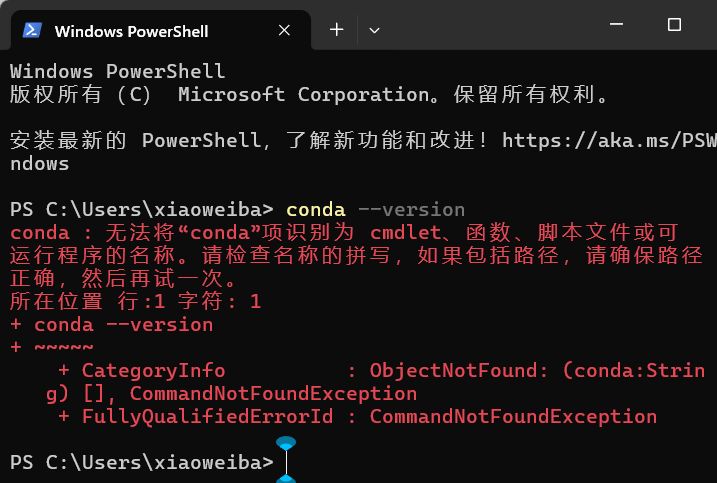 Windows PowerShell
Windows PowerShell
版权所有（C） Microsoft Corporation。保留所有权利。
安装最新的 PowerShell，了解新功能和改进！https://aka.ms/PSW
ndows
PS C:\Users\xiaoweiba> conda --version
conda : 无法将“conda”项识别为 cmdlet、函数、脚本文件或可
运行程序的名称。请检查名称的拼写，如果包括路径，请确保路径
正确，然后再试一次。
所在位置 行:1 字符: 1
+ conda --version
+ ~~~~~
+ CategoryInfo          : ObjectNotFound: (conda:Strin
g) [], CommandNotFoundException
+ FullyQualifiedErrorId : CommandNotFoundException
PS C:\Users\xiaoweiba>